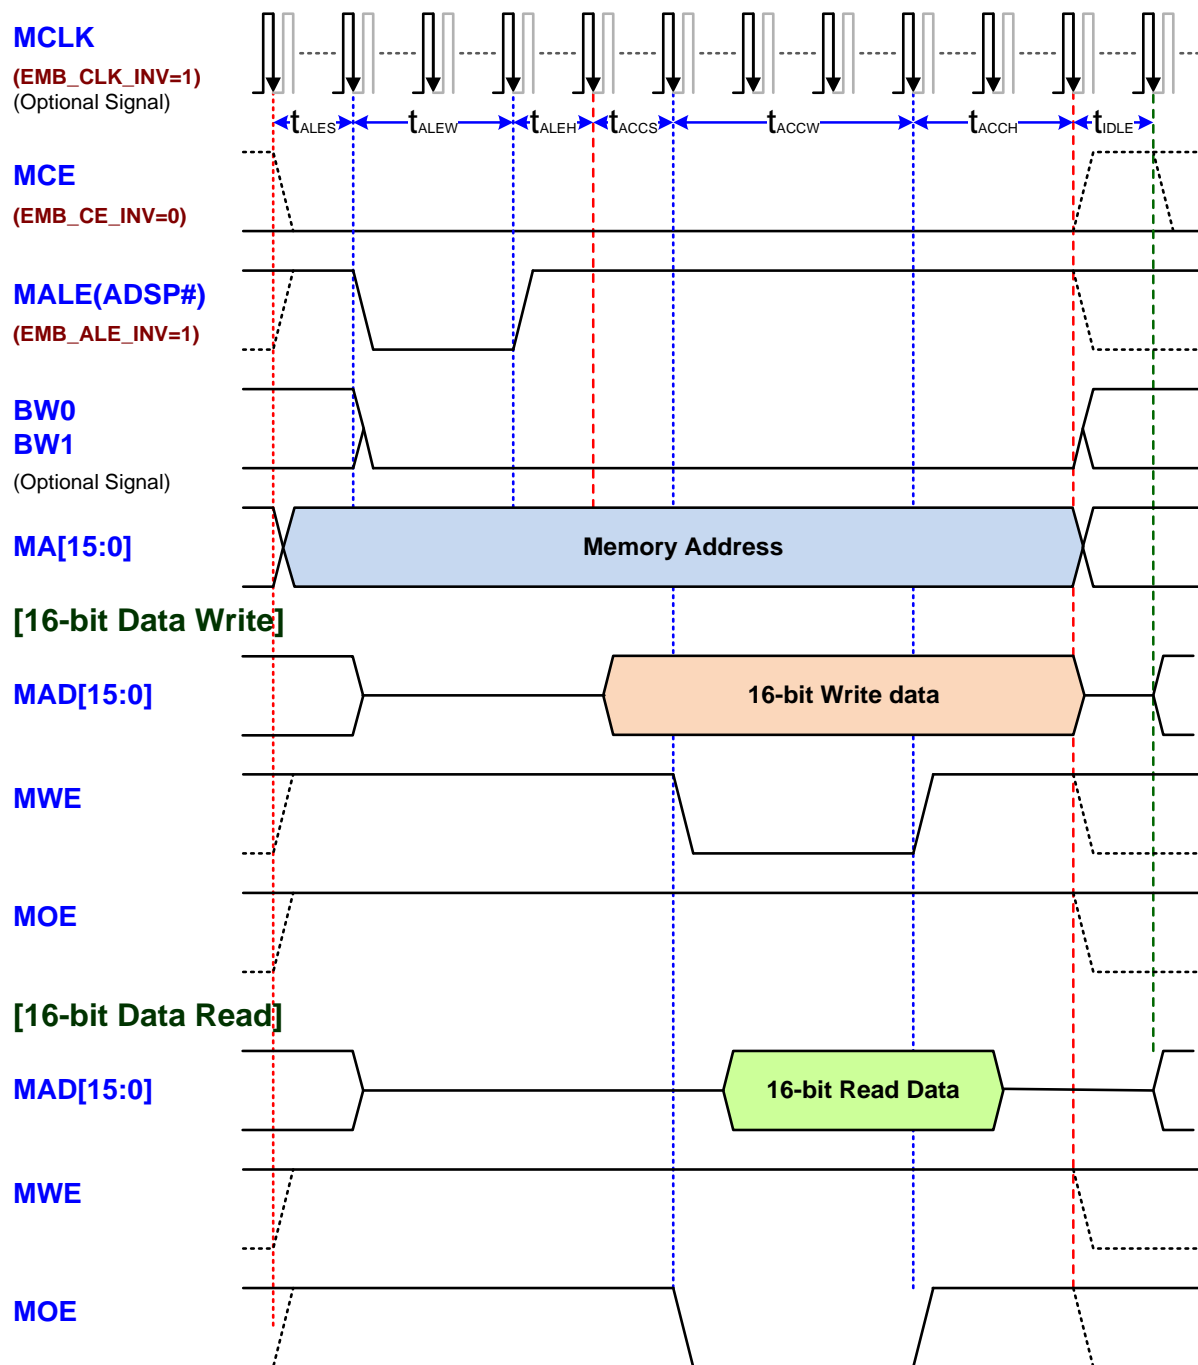 MCLK
(EMB_CLK_INV=1)
(Optional Signal)
tALES tALEW tALEH tACCS tACCW tACCH tIDLE
MCE
(EMB_CE_INV=0)
MALE(ADSP#)
(EMB_ALE_INV=1)
BW0
BW1
(Optional Signal)
MA[15:0] Memory Address
[16-bit Data Write]
MAD[15:0] 16-bit Write data
MWE
MOE
[16-bit Data Read]
MAD[15:0] 16-bit Read Data
MWE
MOE